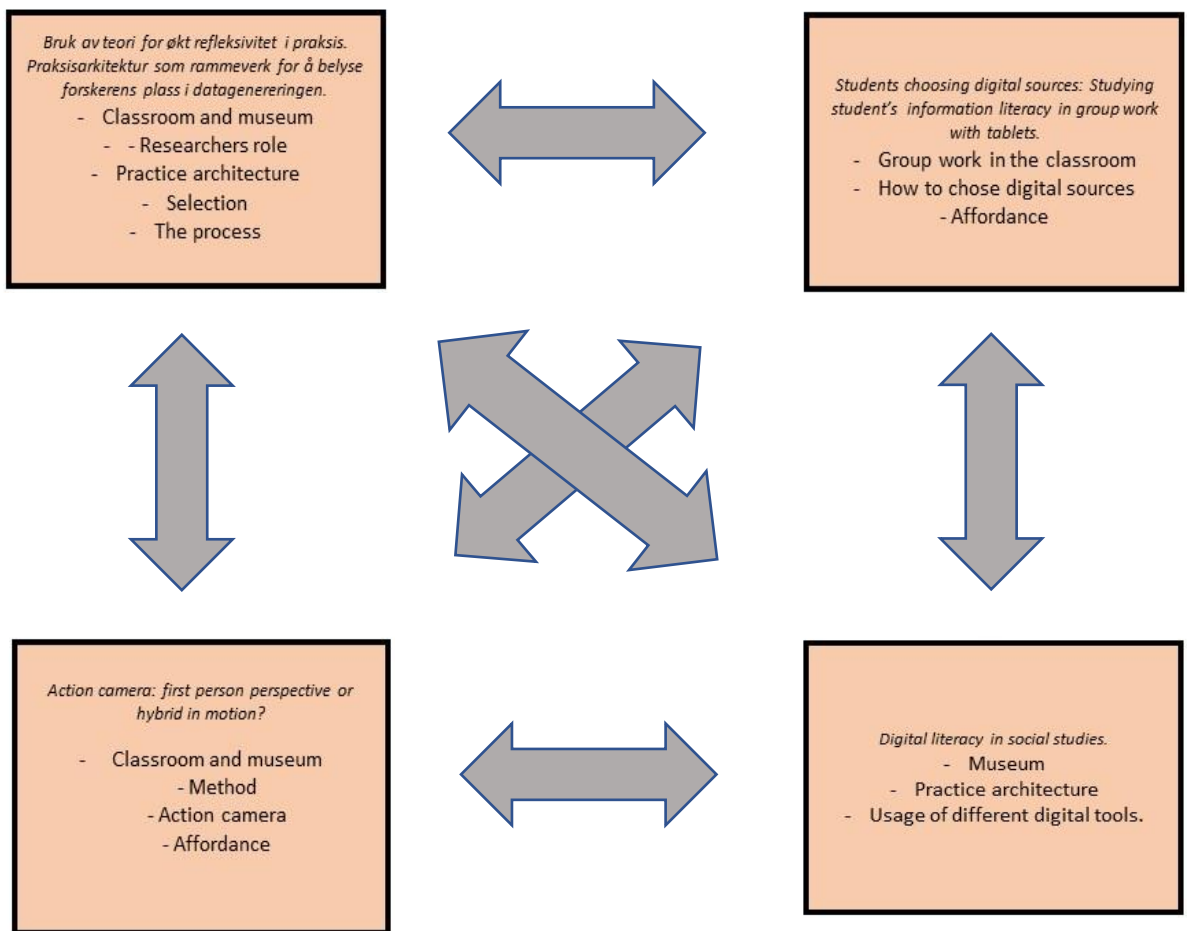 Bruk av teori for økt refleksivitet i praksis.
Praksisarkitektur som rammeverk for å belyse
forskerens plass i datagenereringen.
- Classroom and museum
- - Researchers role
- Practice architecture
- Selection
- The process
Students choosing digital sources: Studying
student's information literacy in group work
with tablets.
- Group work in the classroom
- How to chose digital sources
- Affordance
Action camera: first person perspective or
hybrid in motion?
- Classroom and museum
- Method
- Action camera
- Affordance
Digital literacy in social studies.
- Museum
- Practice architecture
- Usage of different digital tools.